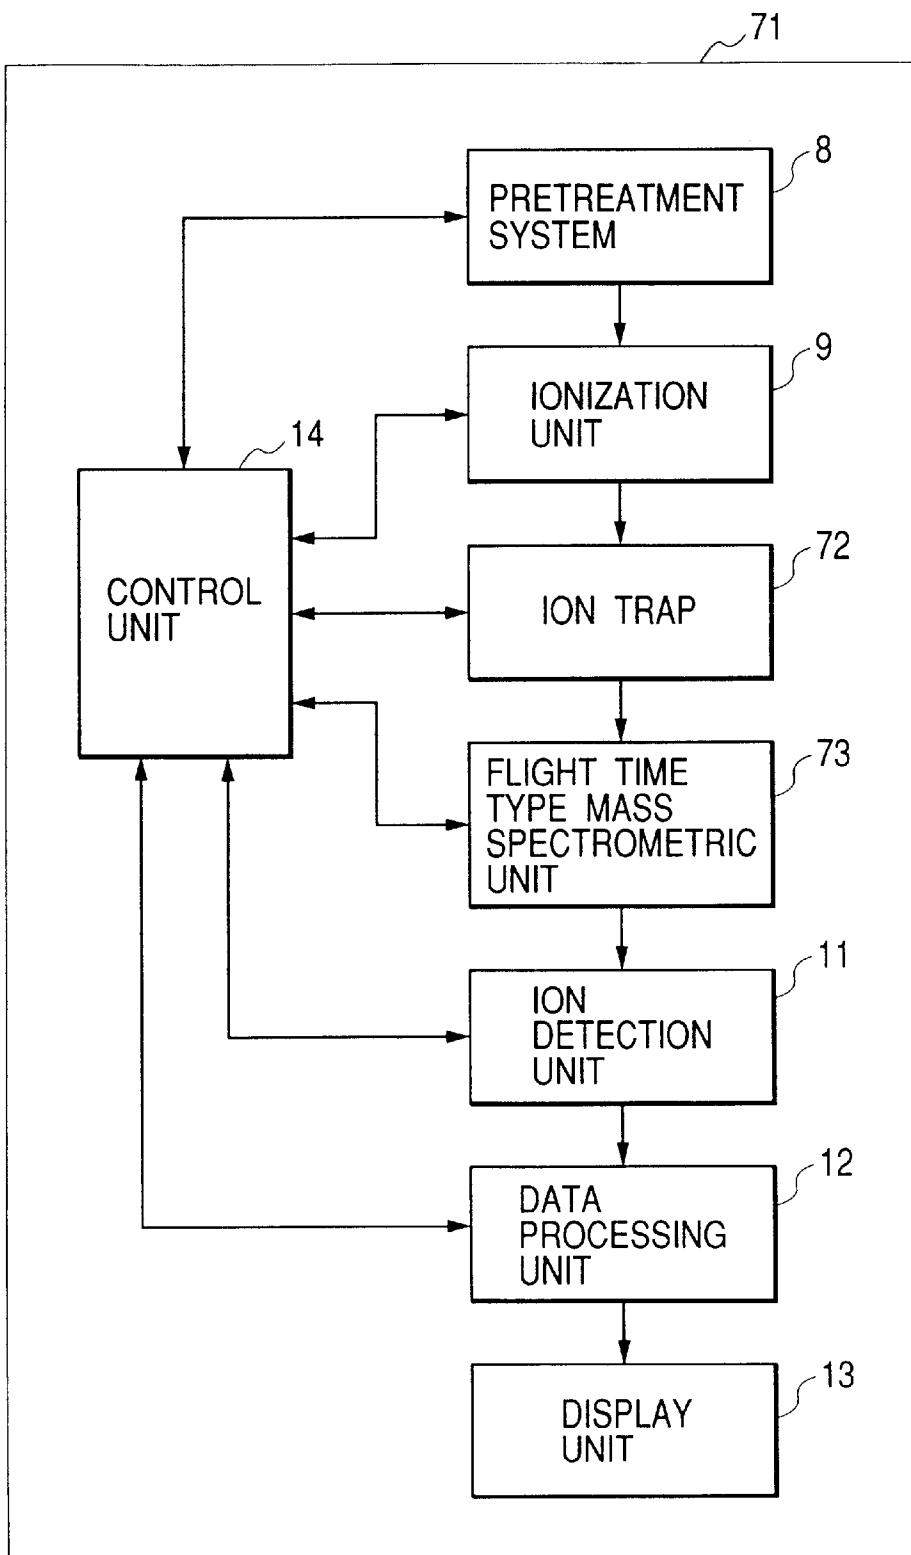 71
8
PRETREATMENT
SYSTEM
9
IONIZATION
UNIT
14
CONTROL
UNIT
72
ION TRAP
73
FLIGHT TIME
TYPE MASS
SPECTROMETRIC
UNIT
11
ION
DETECTION
UNIT
12
DATA
PROCESSING
UNIT
13
DISPLAY
UNIT